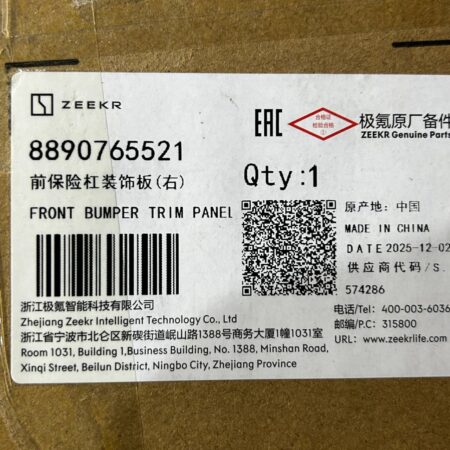 ZEEKR
EAC
合格证
检验合格
极氪原厂备件
ZEEKR Genuine Parts
8890765521
前保险杠装饰板(右)
FRONT BUMPER TRIM PANEL
Qty:1
原产地: 中国
MADE IN CHINA
DATE 2025-12-02
供应商代码/S.
574286
浙江极氪智能科技有限公司
Zhejiang Zeekr Intelligent Technology Co., Ltd
浙江省宁波市北仑区新碶街道岷山路1388号商务大厦1幢1031室
Room 1031, Building 1,Business Building, No. 1388, Minshan Road,
Xinqi Street, Beilun District, Ningbo City, Zhejiang Province
电话/Tel: 400-003-6036
邮编/P.C: 315800
URL: www.zeekrlife.com